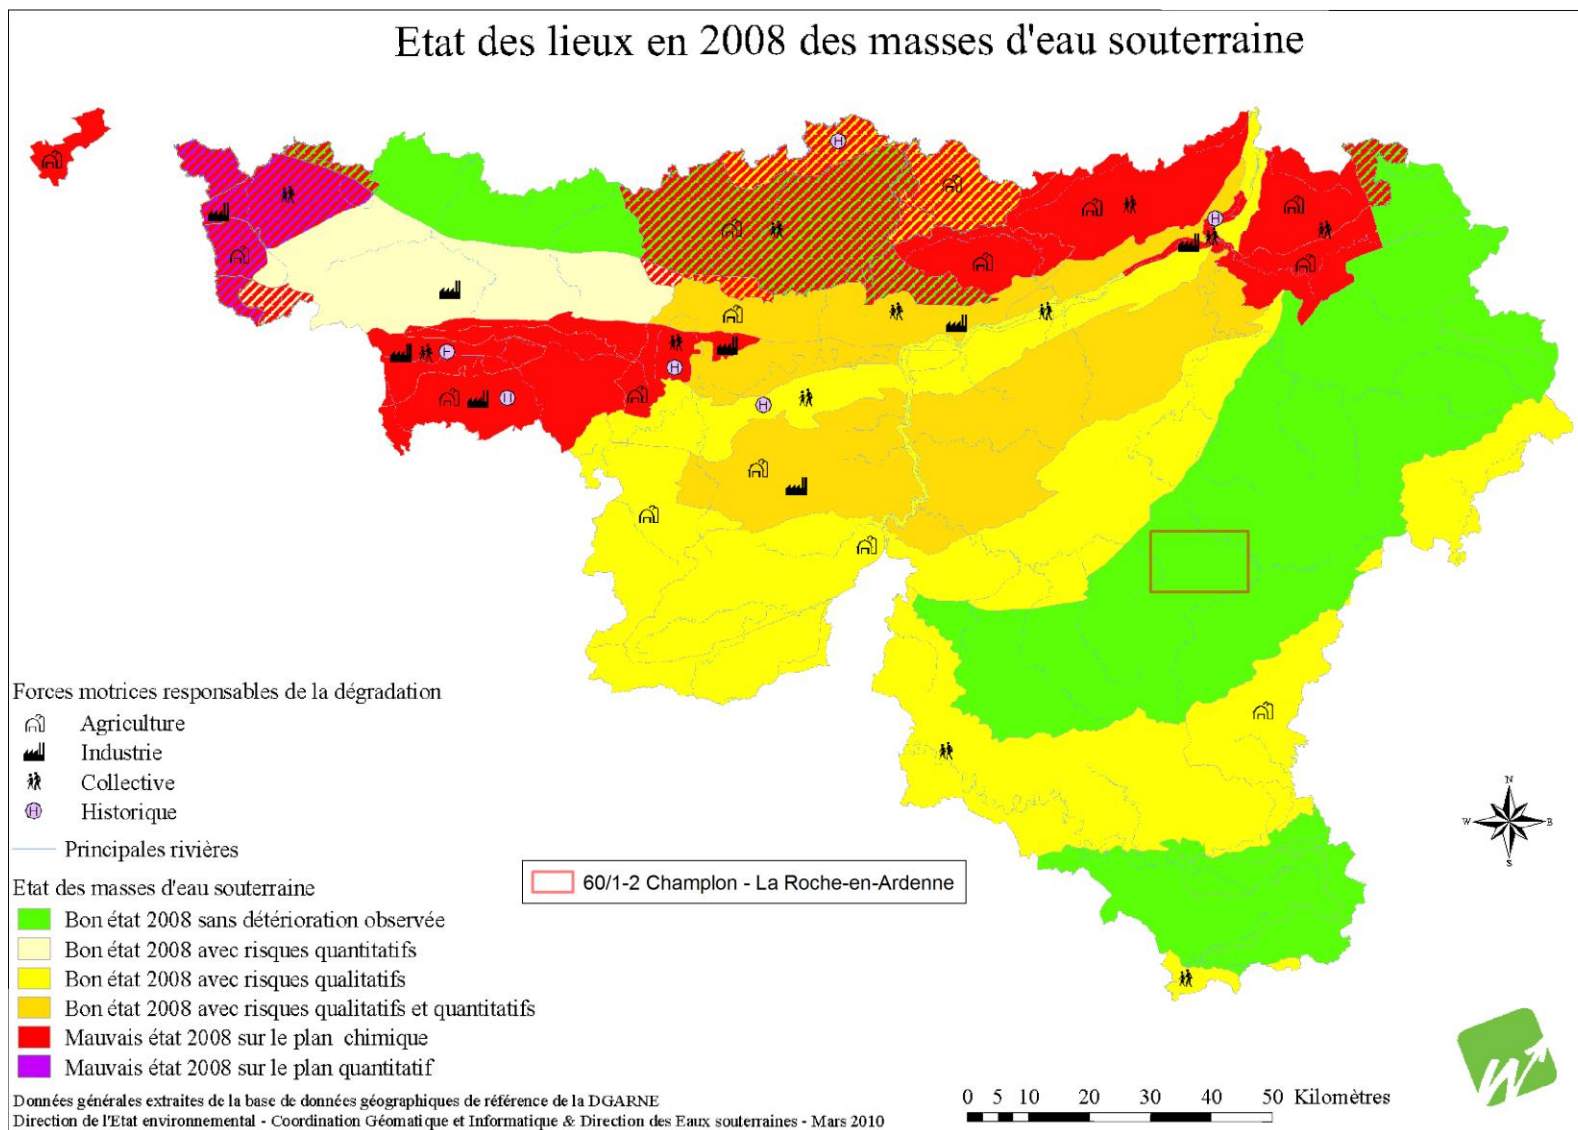 Etat des lieux en 2008 des masses d'eau souterraine
Forces motrices responsables de la dégradation
Agriculture
Industrie
Collective
H Historique
Principales rivières
Etat des masses d'eau souterraine
Bon état 2008 sans détérioration observée
Bon état 2008 avec risques quantitatifs
Bon état 2008 avec risques qualitatifs
Bon état 2008 avec risques qualitatifs et quantitatifs
Mauvais état 2008 sur le plan chimique
Mauvais état 2008 sur le plan quantitatif
60/1-2 Champlon - La Roche-en-Ardenne
N
W E
S
H
H
H
H
H
Données générales extraites de la base de données géographiques de référence de la DGARNE
Direction de l'Etat environnemental - Coordination Géomatique et Informatique & Direction des Eaux souterraines - Mars 2010
0 5 10 20 30 40 50 Kilomètres
W